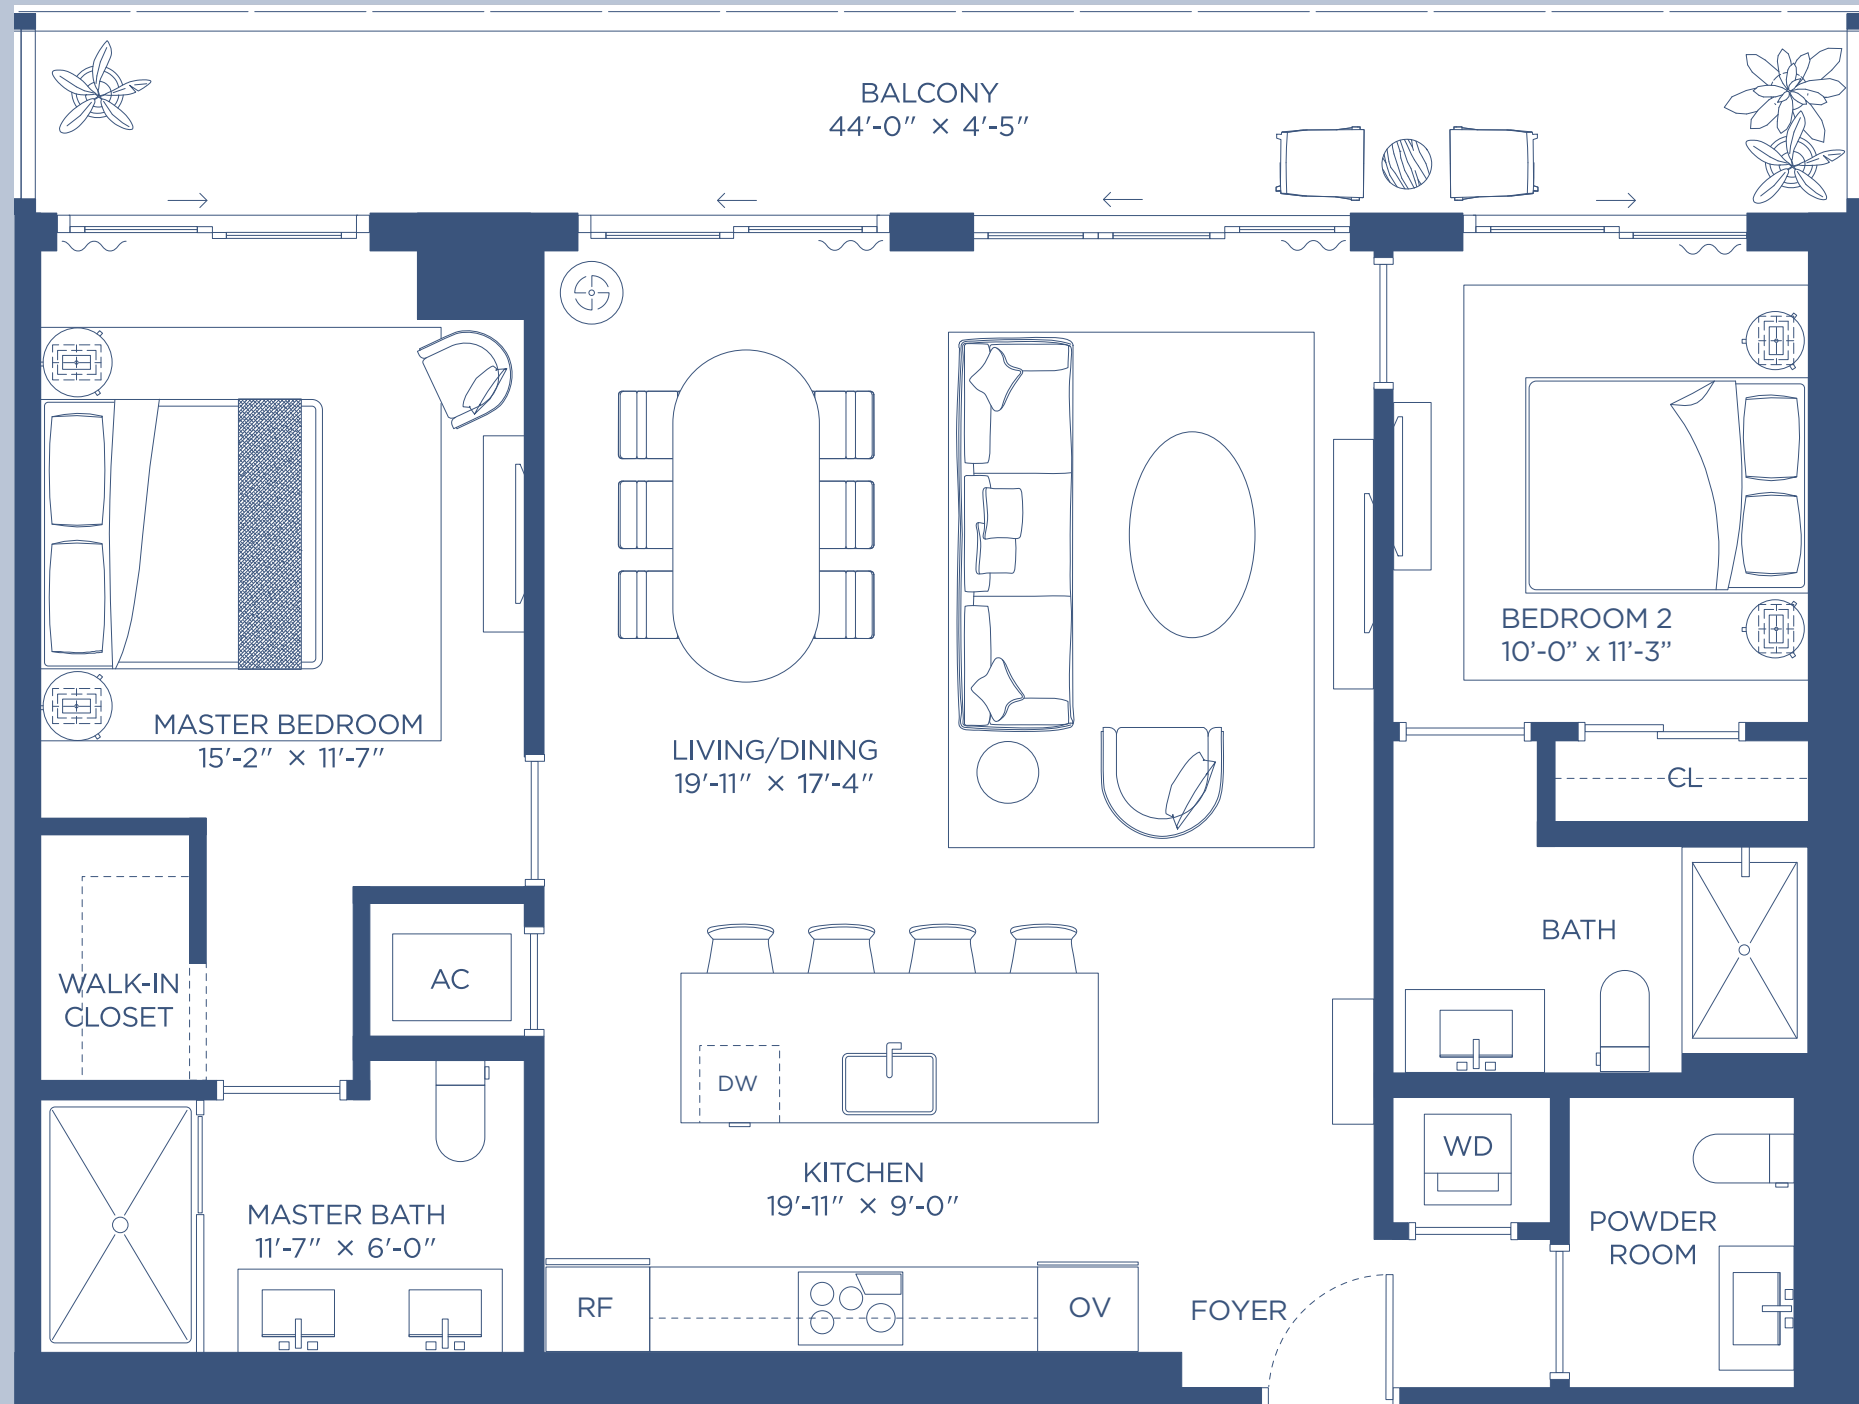 BALCONY
44'-0" × 4'-5"
MASTER BEDROOM
15'-2" × 11'-7"
LIVING/DINING
19'-11" × 17'-4"
BEDROOM 2
10'-0" x 11'-3"
CL
WALK-IN
CLOSET
AC
BATH
DW
KITCHEN
19'-11" × 9'-0"
WD
MASTER BATH
11'-7" × 6'-0"
POWDER
ROOM
RF
OV
FOYER